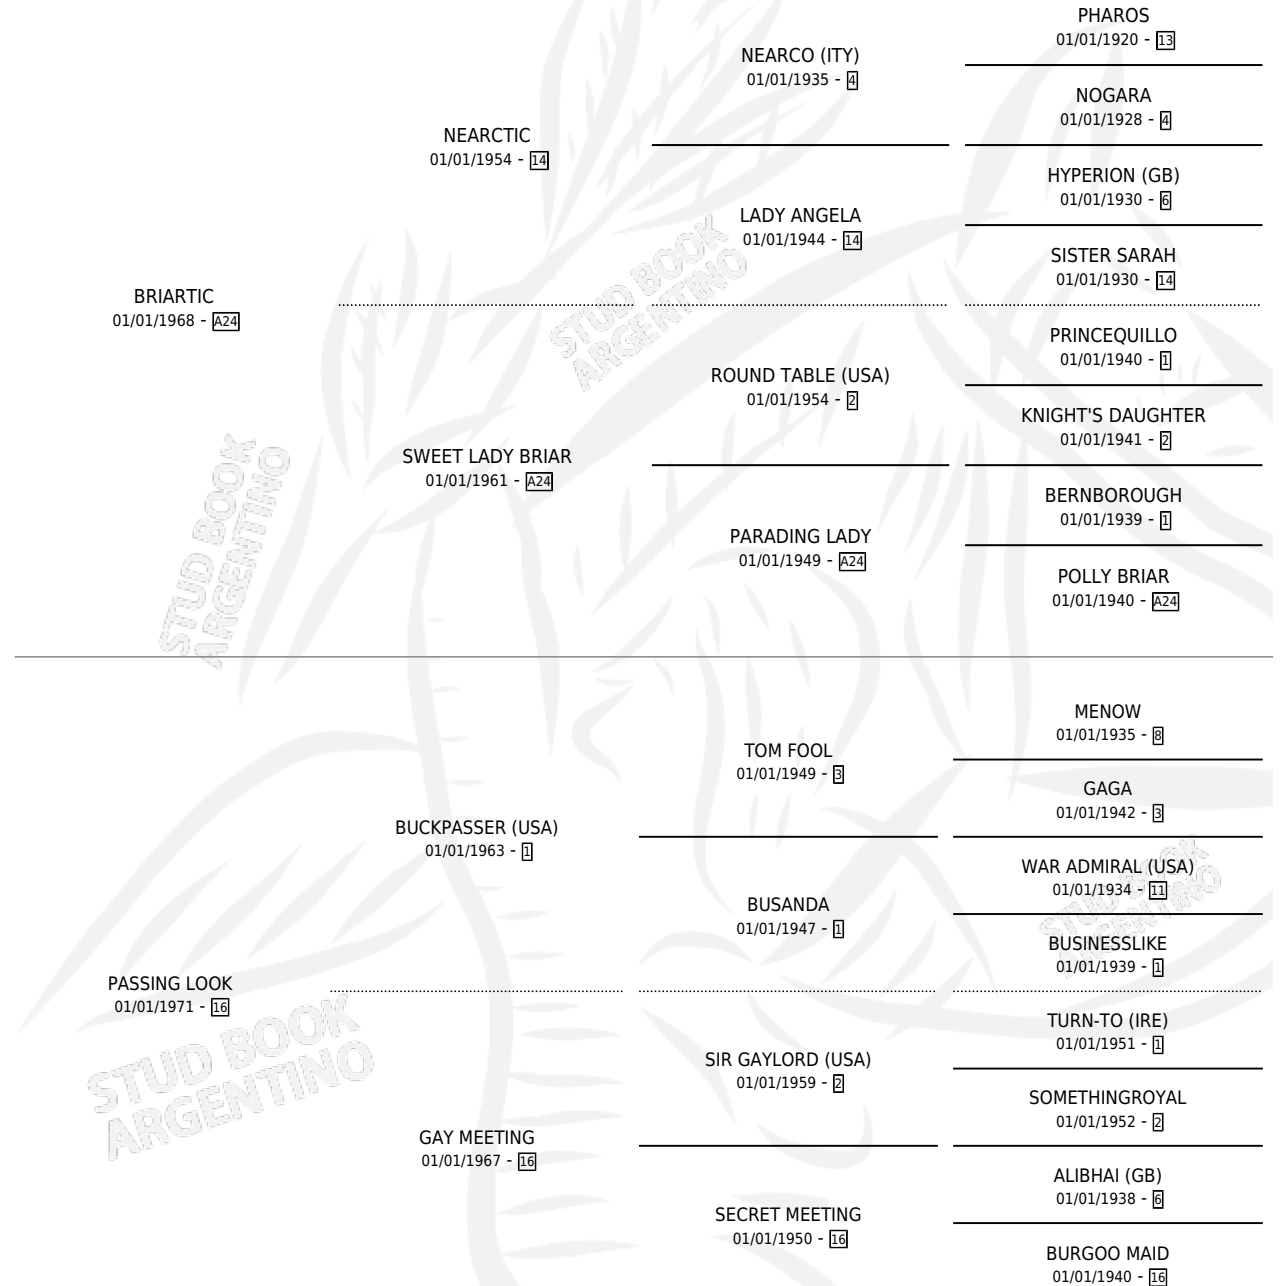 PHAROS
01/01/1920 - 13
NEARCO (ITY)
01/01/1935 - 4
NOGARA
01/01/1928 - 4
NEARCTIC
01/01/1954 - 14
HYPERION (GB)
01/01/1930 - 6
LADY ANGELA
01/01/1944 - 14
SISTER SARAH
01/01/1930 - 14
BRIARTIC
01/01/1968 - A24
STUD BOOK
ARGENTINO
PRINCEQUILLO
01/01/1940 - 1
ROUND TABLE (USA)
01/01/1954 - 2
KNIGHT'S DAUGHTER
01/01/1941 - 2
SWEET LADY BRIAR
01/01/1961 - A24
BERNBOROUGH
01/01/1939 - 1
PARADING LADY
01/01/1949 - A24
POLLY BRIAR
01/01/1940 - A24
STUD BOOK
ARGENTINO
MENOW
01/01/1935 - 8
TOM FOOL
01/01/1949 - 3
GAGA
01/01/1942 - 3
BUCKPASSER (USA)
01/01/1963 - 1
WAR ADMIRAL (USA)
01/01/1934 - 11
BUSANDA
01/01/1947 - 1
BUSINESSLIKE
01/01/1939 - 1
STUD BOOK
ARGENTINO
PASSING LOOK
01/01/1971 - 16
TURN-TO (IRE)
01/01/1951 - 1
SIR GAYLORD (USA)
01/01/1959 - 2
SOMETHINGROYAL
01/01/1952 - 2
STUD BOOK
ARGENTINO
GAY MEETING
01/01/1967 - 16
ALIBHAI (GB)
01/01/1938 - 6
SECRET MEETING
01/01/1950 - 16
BURGOO MAID
01/01/1940 - 16